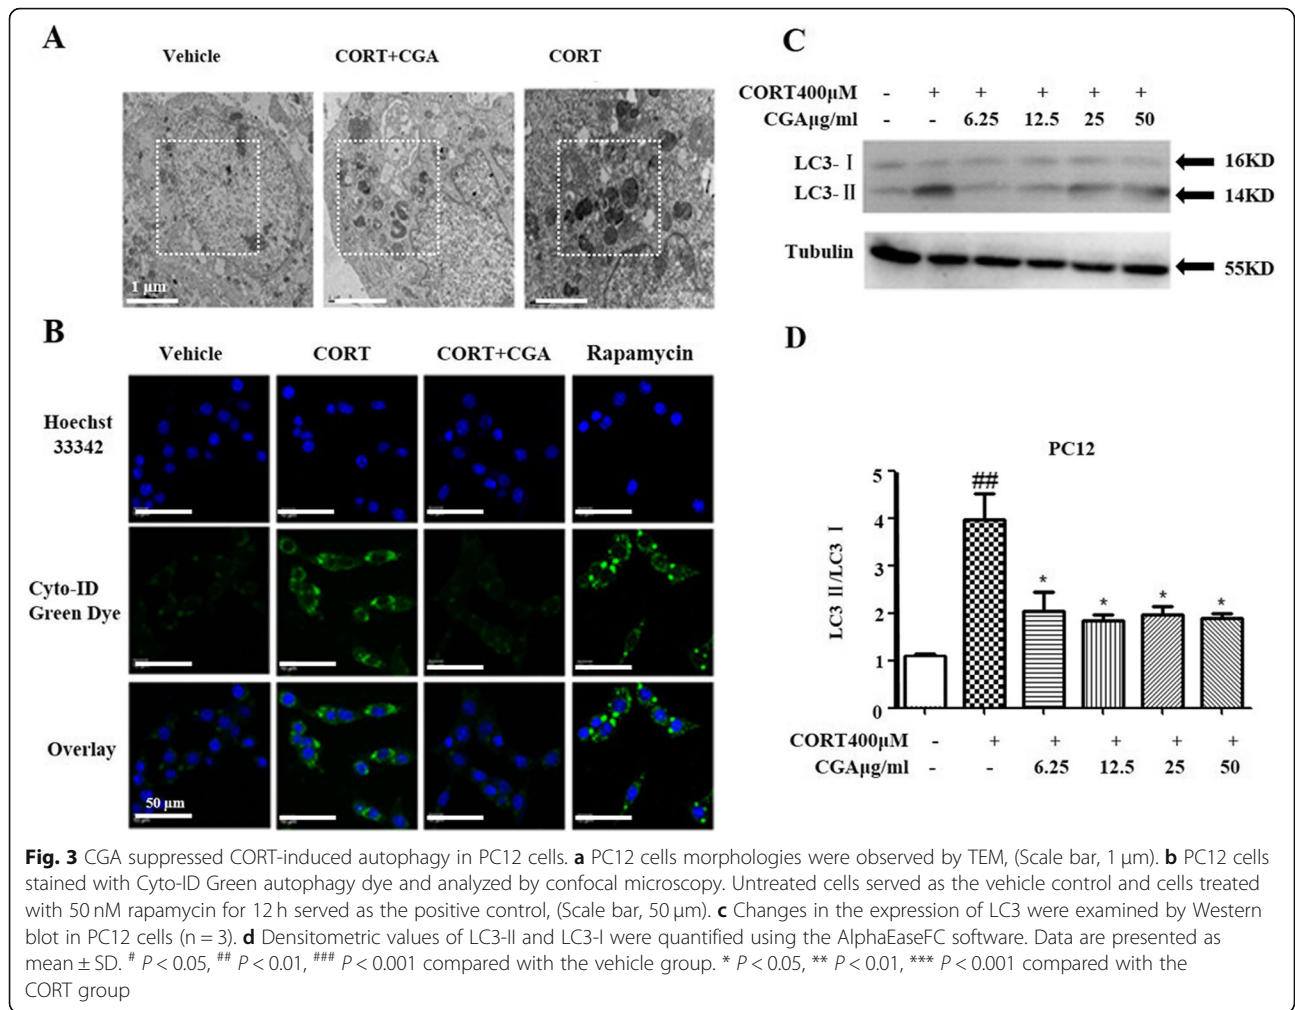 A
Vehicle CORT+CGA CORT
1 μm
B
Vehicle CORT CORT+CGA Rapamycin
Hoechst
33342
Cyto-ID
Green Dye
Overlay
50 μm
C
CORT400μM - + + + + +
CGAμg/ml - - 6.25 12.5 25 50
LC3-Ⅰ 16KD
LC3-Ⅱ 14KD
Tubulin 55KD
D
PC12
LC3 Ⅱ/LC3 Ⅰ
5
4
3
2
1
0
##
* * * *
CORT400μM - + + + + +
CGAμg/ml - - 6.25 12.5 25 50
Fig. 3 CGA suppressed CORT-induced autophagy in PC12 cells. a PC12 cells morphologies were observed by TEM, (Scale bar, 1 μm). b PC12 cells
stained with Cyto-ID Green autophagy dye and analyzed by confocal microscopy. Untreated cells served as the vehicle control and cells treated
with 50 nM rapamycin for 12 h served as the positive control, (Scale bar, 50 μm). c Changes in the expression of LC3 were examined by Western
blot in PC12 cells (n = 3). d Densitometric values of LC3-II and LC3-I were quantified using the AlphaEaseFC software. Data are presented as
mean ± SD. # P < 0.05, ## P < 0.01, ### P < 0.001 compared with the vehicle group. * P < 0.05, ** P < 0.01, *** P < 0.001 compared with the
CORT group